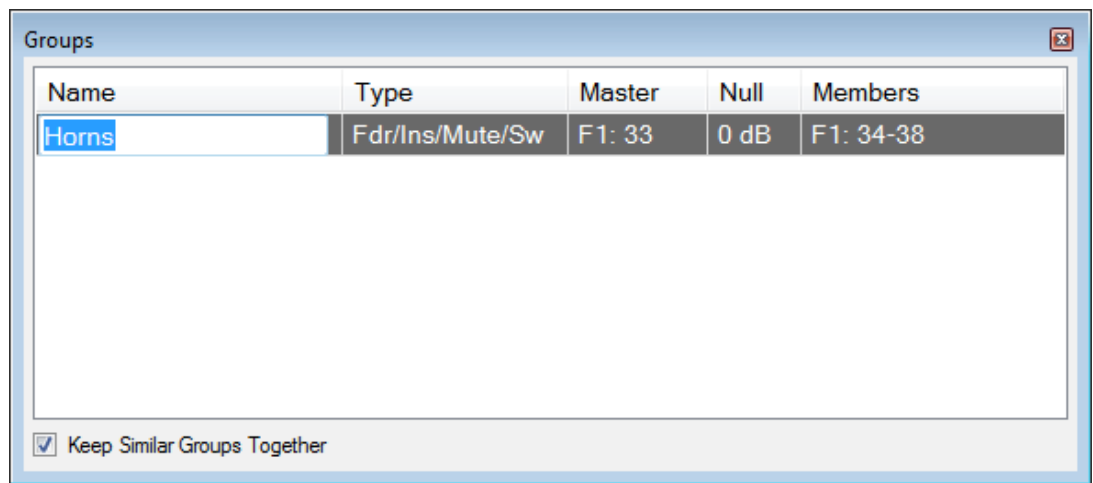 Groups
Name Type Master Null Members
Horns Fdr/Ins/Mute/Sw F1: 33 0 dB F1: 34-38
Keep Similar Groups Together